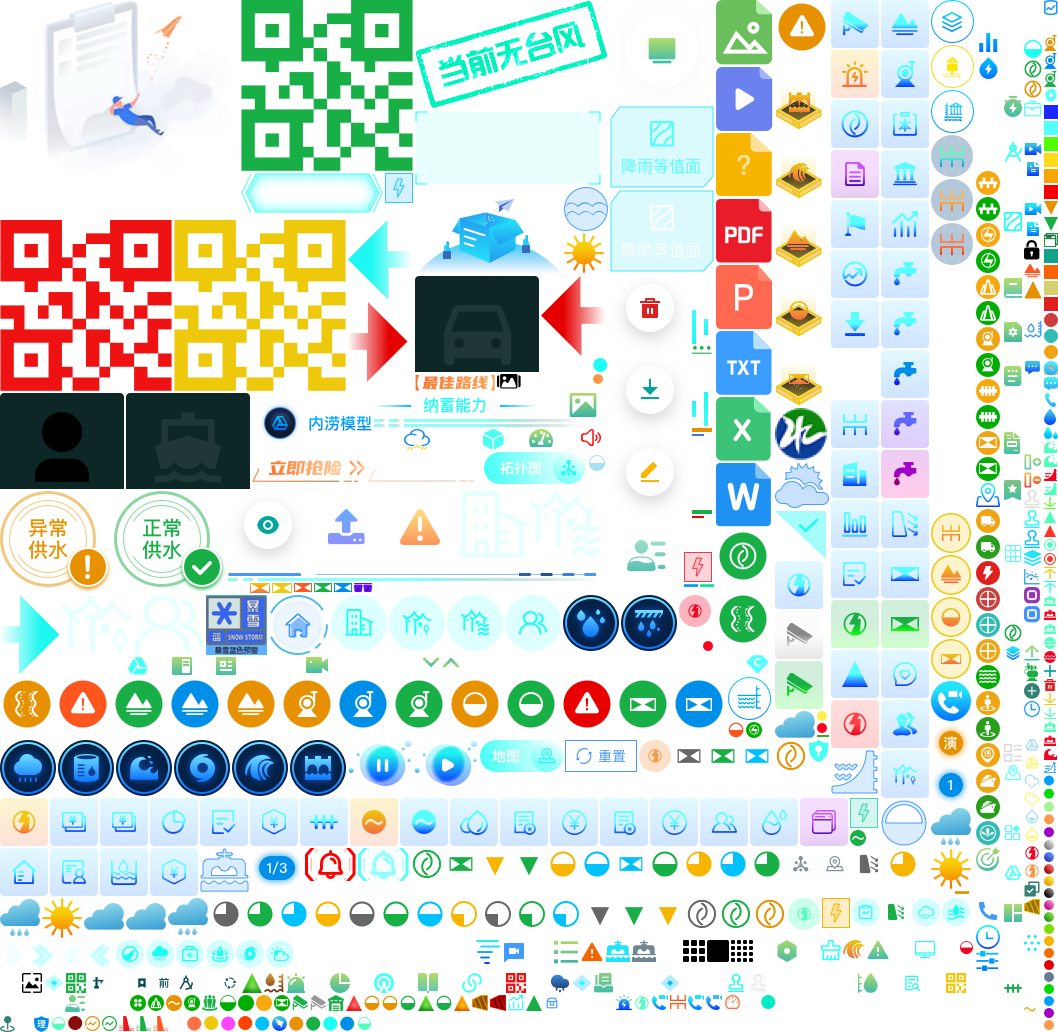 当前无台风
降雨等值面
降雨等值面
?
PDF
P
TXT
X
W
【最佳路线】
纳蓄能力
内涝模型
立即抢险
拓扑图
异常
供水
正常
供水
暴雪
SNOW STORM
暴雪蓝色预警
地图
重置
演
1
1/3
前
理